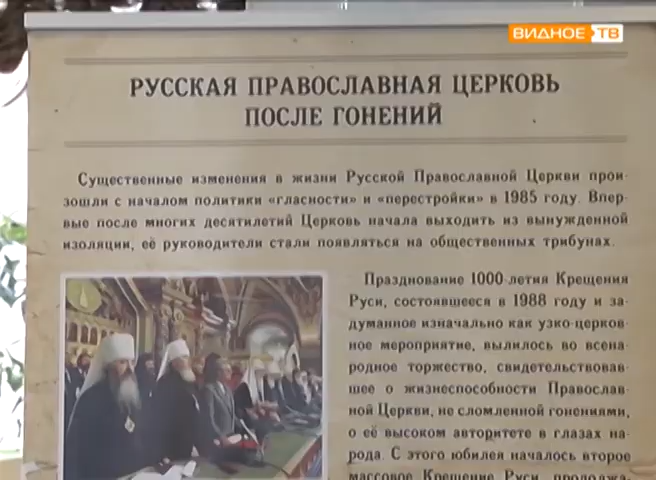 ВИДНОЕ ТВ
РУССКАЯ ПРАВОСЛАВНАЯ ЦЕРКОВЬ
ПОСЛЕ ГОНЕНИЙ
Существенные изменения в жизни Русской Православной Церкви прои-
зошли с началом политики «гласности» и «перестройки» в 1985 году. Впер-
вые после многих десятилетий Церковь начала выходить из вынужденной
изоляции, её руководители стали появляться на общественных трибунах.
Празднование 1000-летия Крещения
Руси, состоявшееся в 1988 году и за-
думанное изначально как узко-церков-
ное мероприятие, вылилось во всена-
родное торжество, свидетельствовав-
шее о жизнеспособности Православ-
ной Церкви, не сломленной гонениями,
о её высоком авторитете в глазах на-
рода. С этого юбилея началось второе
массовое Крещение Руси, продолжа-